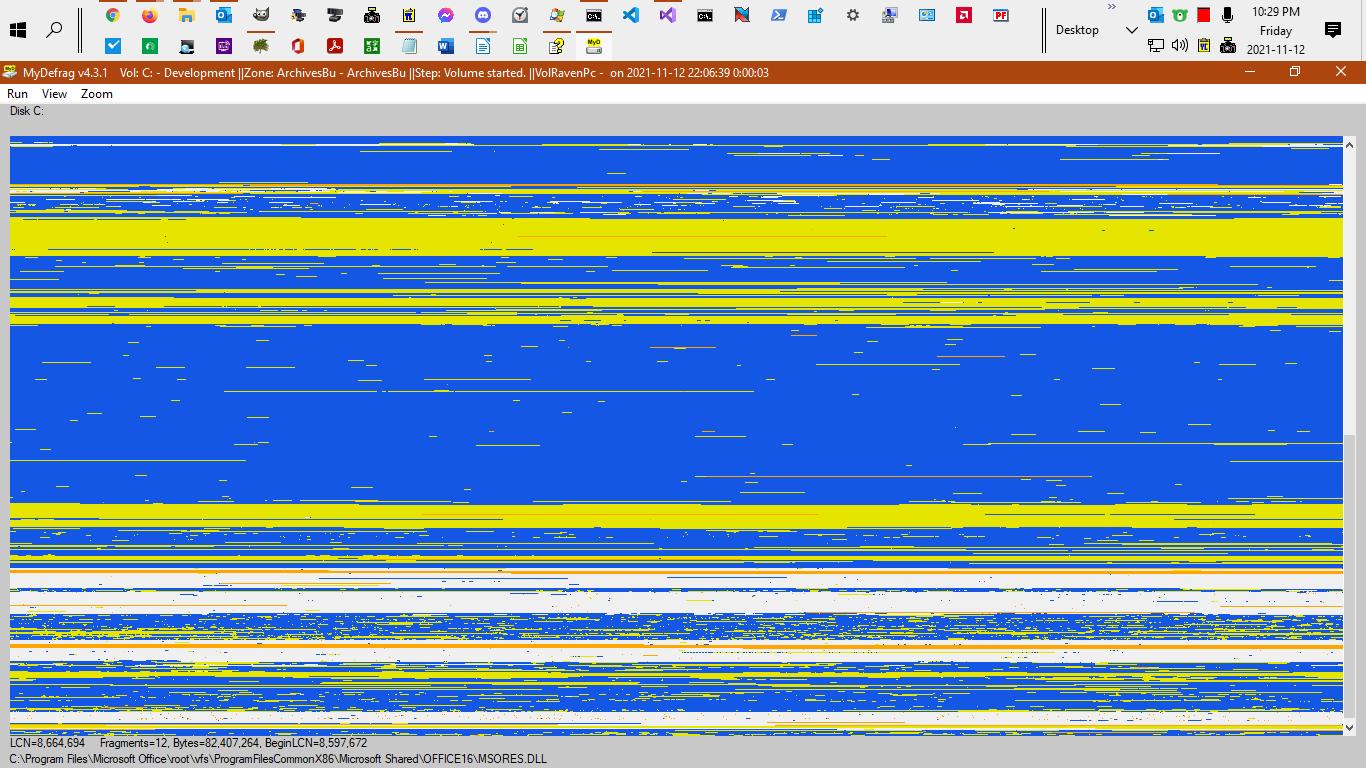 10:29 PM
Friday
2021-11-12
Desktop
MyDefrag v4.3.1 Vol: C: - Development ||Zone: ArchivesBu - ArchivesBu ||Step: Volume started. ||VolRavenPc - on 2021-11-12 22:06:39 0:00:03
Run View Zoom
Disk C:
LCN=8,664,694 Fragments=12, Bytes=82,407,264, BeginLCN=8,597,672
C:\Program Files\Microsoft Office\root\vfs\ProgramFilesCommonX86\Microsoft Shared\OFFICE16\MSORES.DLL